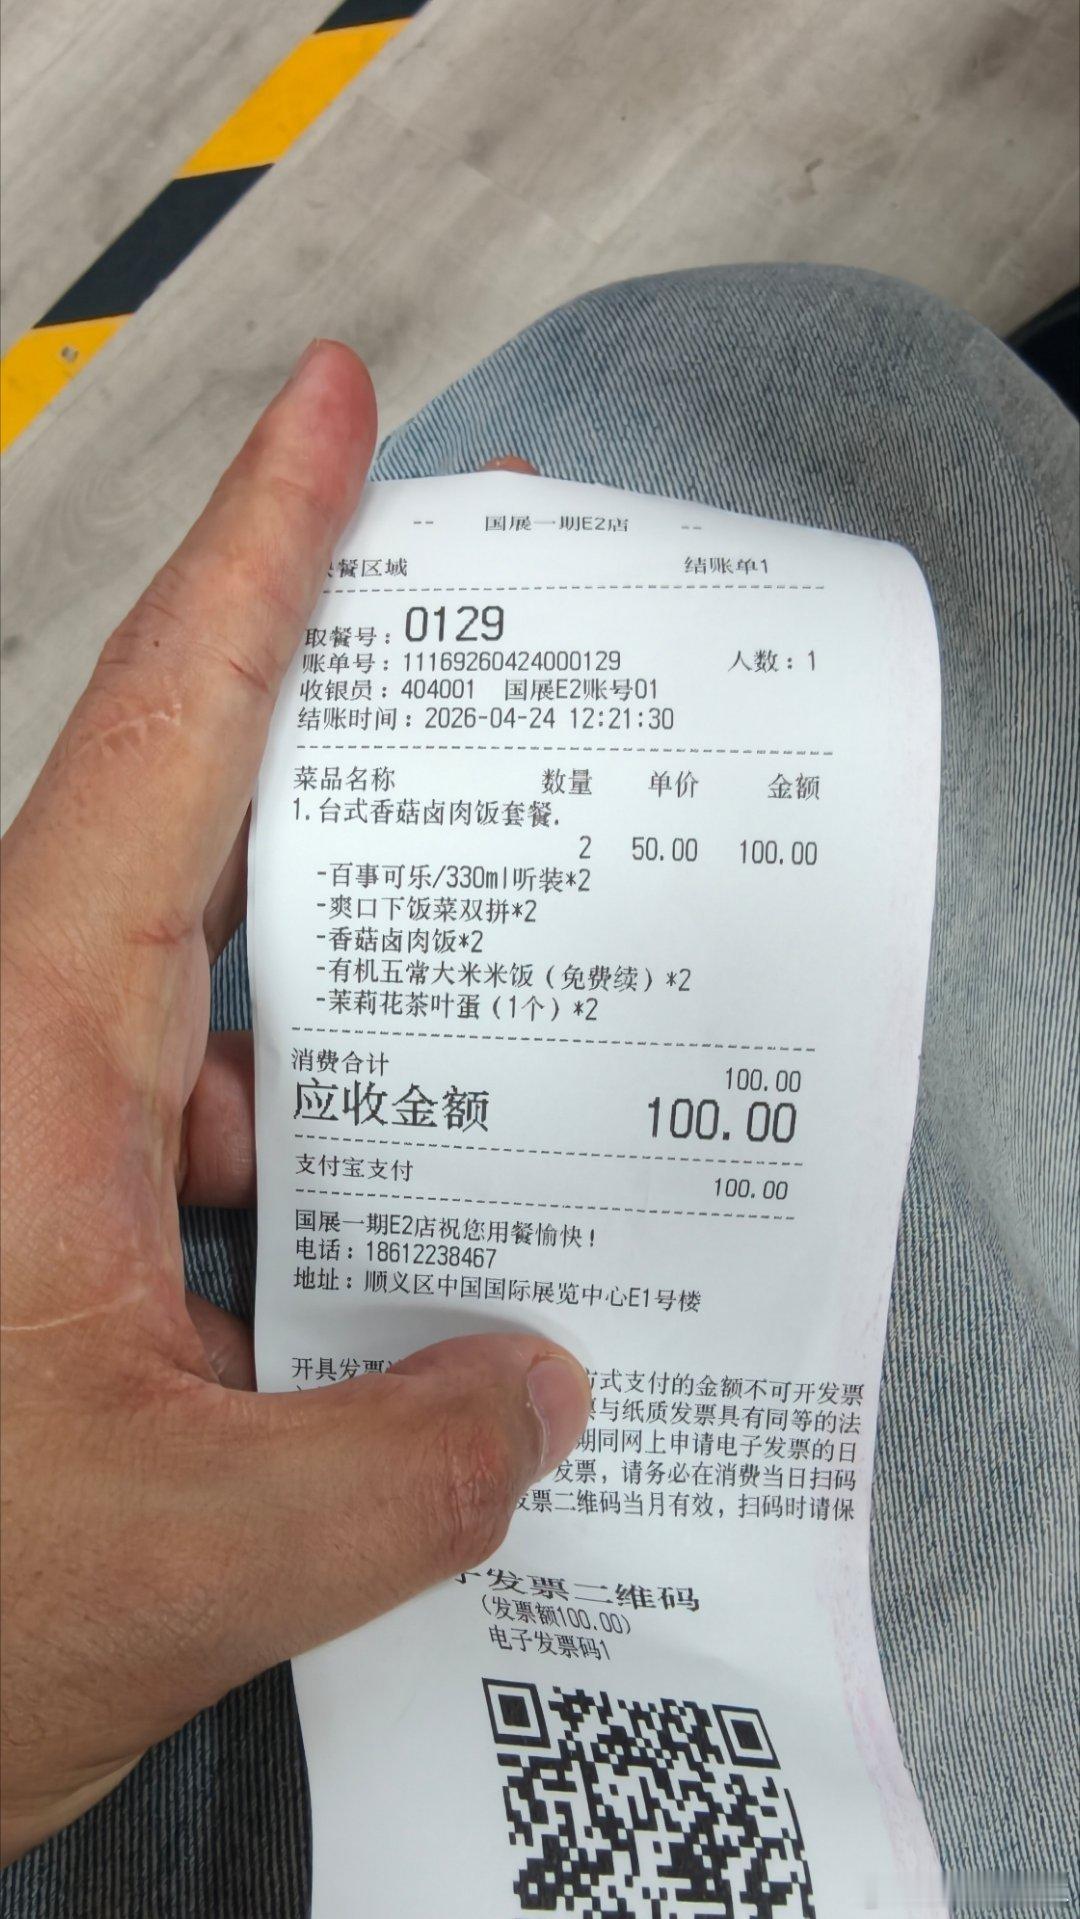 -- 国展一期E2店 --
餐区域 结账单1
取餐号：0129
账单号：11169260424000129 人数：1
收银员：404001 国展E2账号01
结账时间：2026-04-24 12:21:30
菜品名称 数量 单价 金额
1.台式香菇卤肉饭套餐.
2 50.00 100.00
-百事可乐/330ml听装*2
-爽口下饭菜双拼*2
-香菇卤肉饭*2
-有机五常大米米饭（免费续）*2
-茉莉花茶叶蛋（1个）*2
消费合计 100.00
应收金额 100.00
支付宝支付 100.00
国展一期E2店祝您用餐愉快！
电话：18612238467
地址：顺义区中国国际展览中心E1号楼
开具发票 方式支付的金额不可开发票
票与纸质发票具有同等的法
期同网上申请电子发票的日
发票，请务必在消费当日扫码
发票二维码当月有效，扫码时请保
子发票二维码
（发票额100.00）
电子发票码1